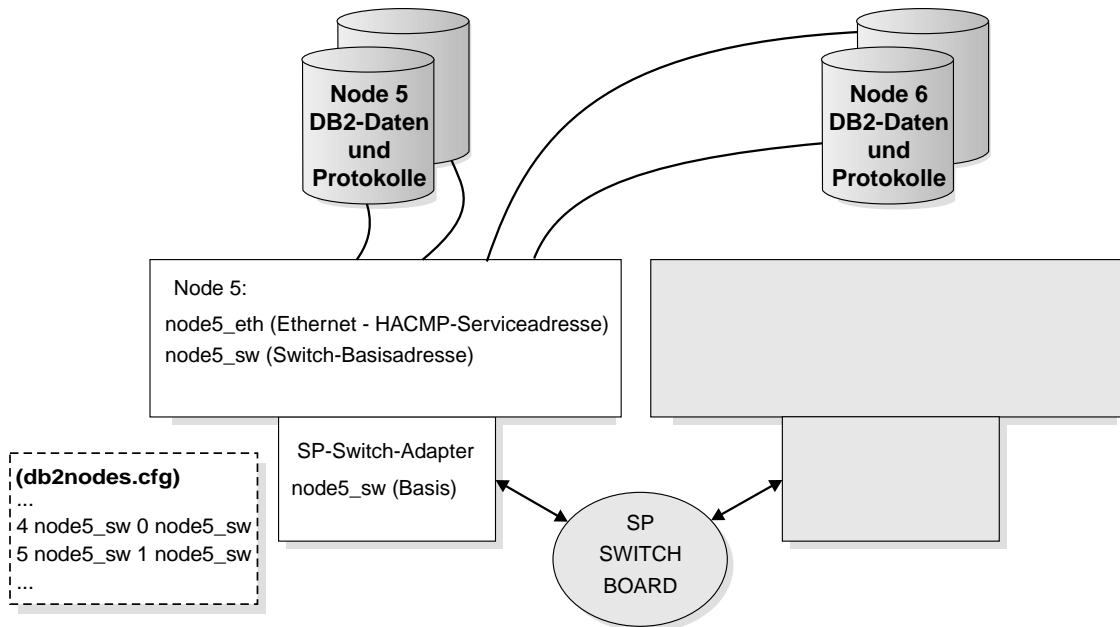 Node 5
DB2-Daten
und
Protokolle
Node 6
DB2-Daten
und
Protokolle
Node 5:
node5_eth (Ethernet - HACMP-Serviceadresse)
node5_sw (Switch-Basisadresse)
SP-Switch-Adapter
node5_sw (Basis)
(db2nodes.cfg)
...
4 node5_sw 0 node5_sw
5 node5_sw 1 node5_sw
...
SP
SWITCH
BOARD